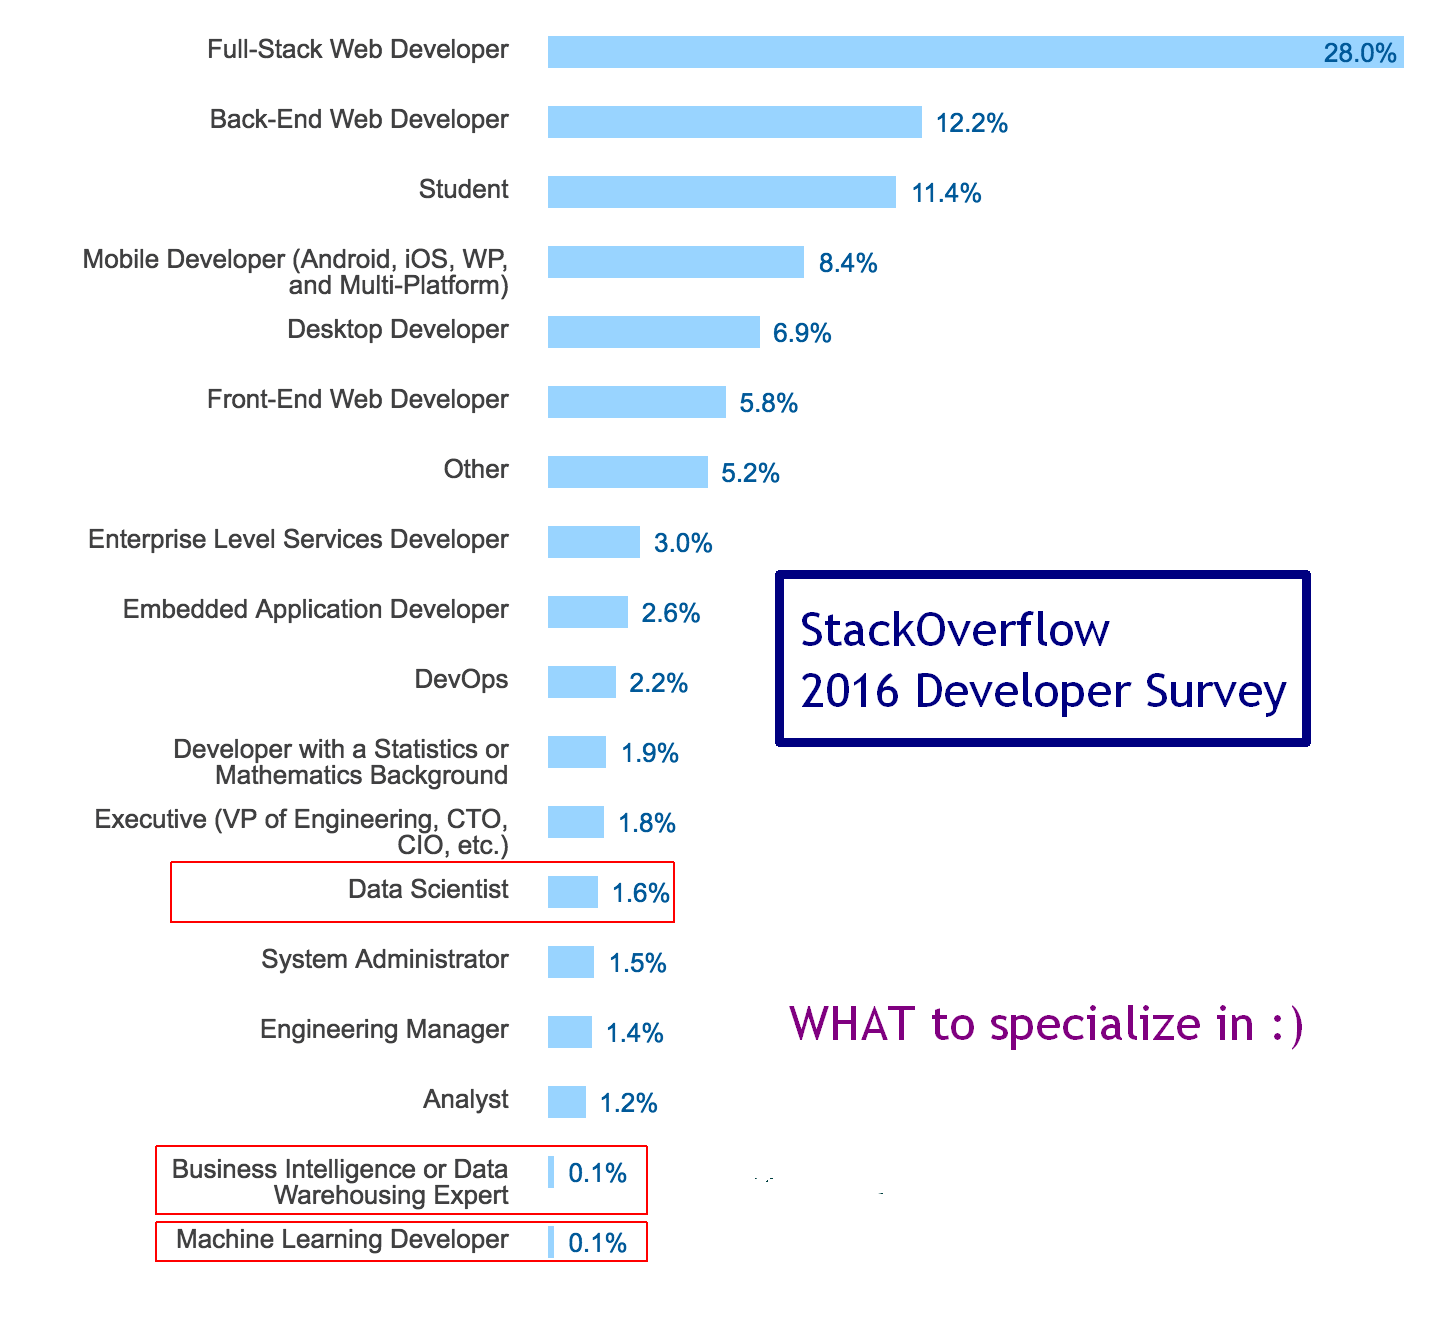 Full-Stack Web Developer 28.0%
Back-End Web Developer 12.2%
Student 11.4%
Mobile Developer (Android, iOS, WP,
and Multi-Platform) 8.4%
Desktop Developer 6.9%
Front-End Web Developer 5.8%
Other 5.2%
Enterprise Level Services Developer 3.0%
Embedded Application Developer 2.6%
DevOps 2.2%
Developer with a Statistics or
Mathematics Background 1.9%
Executive (VP of Engineering, CTO,
CIO, etc.) 1.8%
Data Scientist 1.6%
System Administrator 1.5%
Engineering Manager 1.4%
Analyst 1.2%
Business Intelligence or Data
Warehousing Expert 0.1%
Machine Learning Developer 0.1%
StackOverflow
2016 Developer Survey
WHAT to specialize in :)